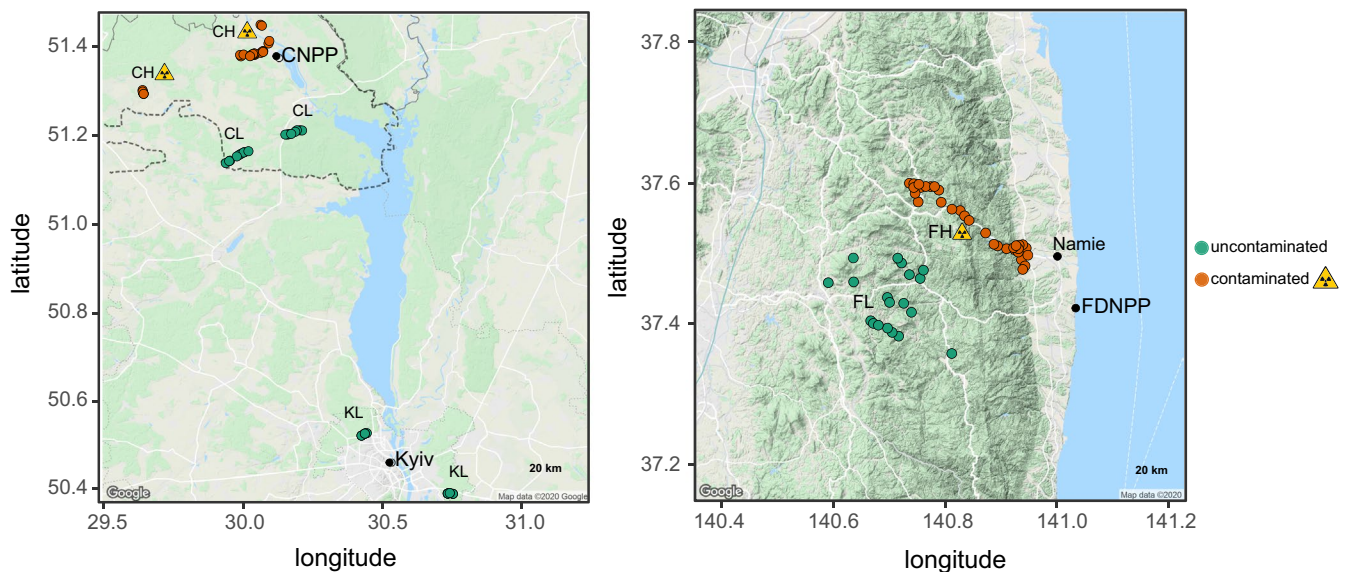 CH
CNPP
CH
CL
CL
KL
Kyiv
KL
20 km
Google
Map data ©2020 Google
51.4
51.2
51.0
50.8
50.6
50.4
latitude
29.5
30.0
30.5
31.0
longitude
FH
Namie
FL
FDNPP
20 km
Google
Map data ©2020
37.8
37.6
37.4
37.2
latitude
140.4
140.6
140.8
141.0
141.2
longitude
uncontaminated
contaminated